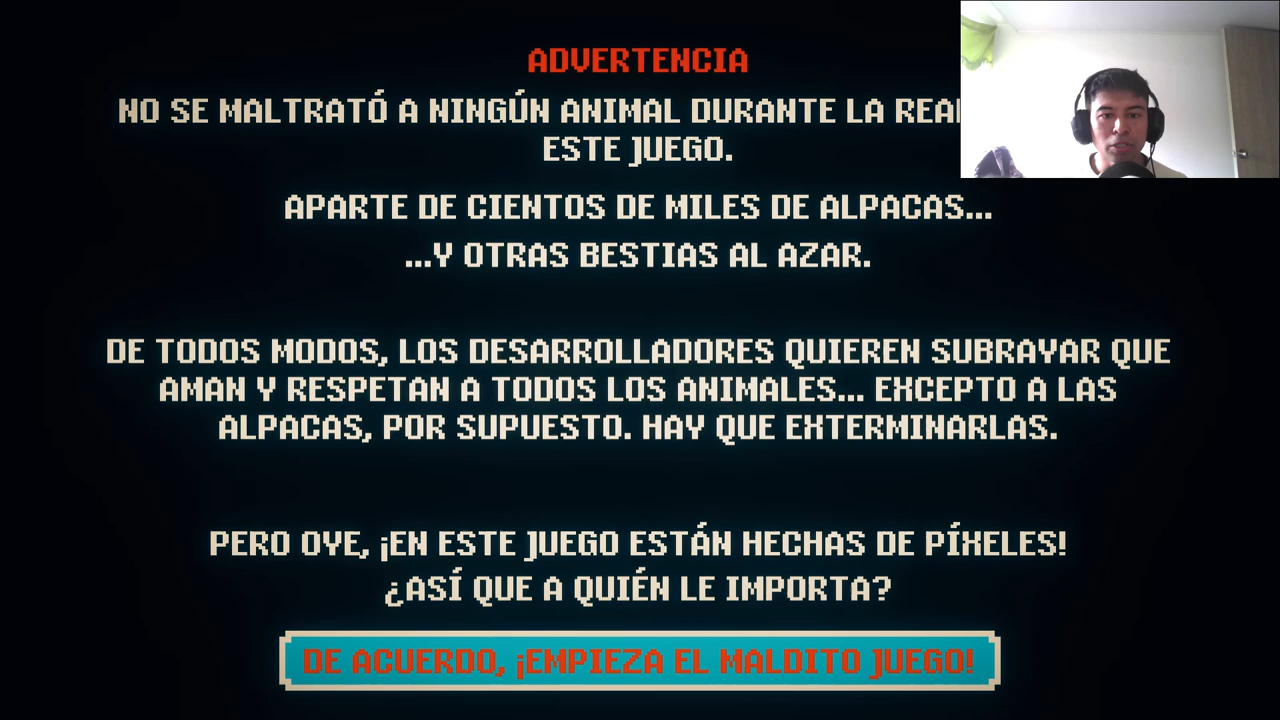 ADVERTENCIA
NO SE MALTRATÓ A NINGÚN ANIMAL DURANTE LA
ESTE JUEGO.
APARTE DE CIENTOS DE MILES DE ALPACAS...
...Y OTRAS BESTIAS AL AZAR.
DE TODOS MODOS, LOS DESARROLLADORES QUIEREN SUBRAYAR QUE
AMAN Y RESPETAN A TODOS LOS ANIMALES... EXCEPTO A LAS
ALPACAS, POR SUPUESTO. HAY QUE EXTERMINARLAS.
PERO OYE, ¡EN ESTE JUEGO ESTÁN HECHAS DE PÍXELES!
¿ASÍ QUE A QUIÉN LE IMPORTA?
DE ACUERDO, ¡EMPIEZA EL MALDITO JUEGO!